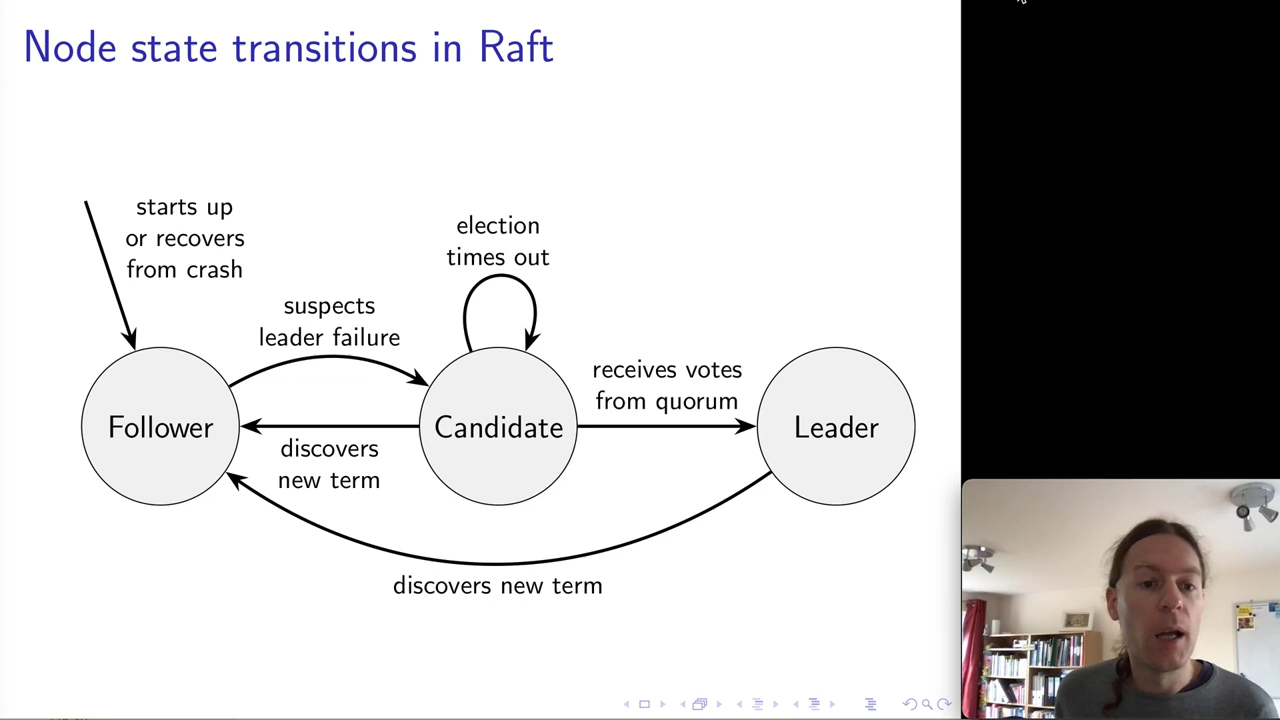 Node state transitions in Raft
starts up
or recovers
from crash
election
times out
suspects
leader failure
receives votes
from quorum
Follower
Candidate
Leader
discovers
new term
discovers new term